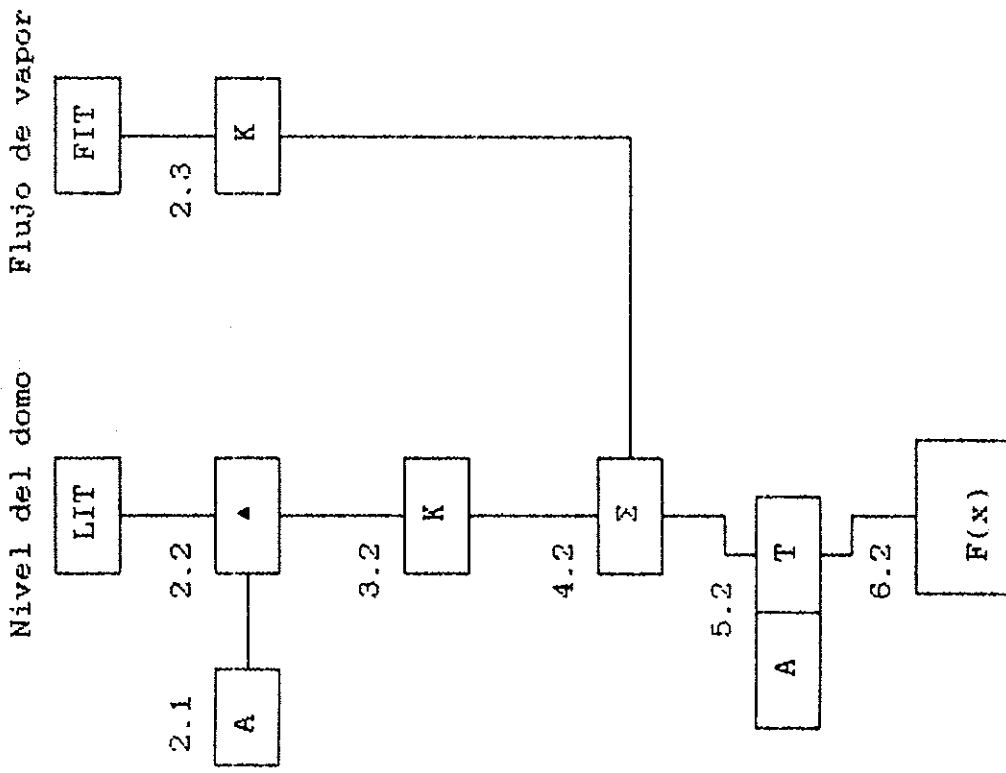 Nivel del domo
Flujo de vapor
LIT
FIT
2.1
2.2
2.3
A
▲
K
3.2
K
4.2
Σ
5.2
A
T
6.2
F(x)